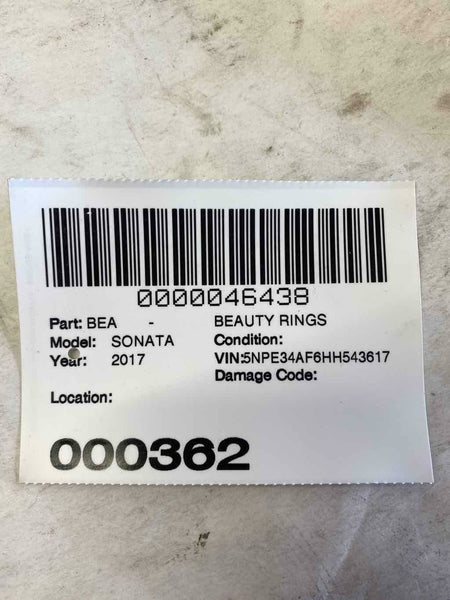 0000046438
Part: BEA - BEAUTY RINGS
Model: SONATA Condition:
Year: 2017 VIN:5NPE34AF6HH543617
Damage Code:
Location:
000362